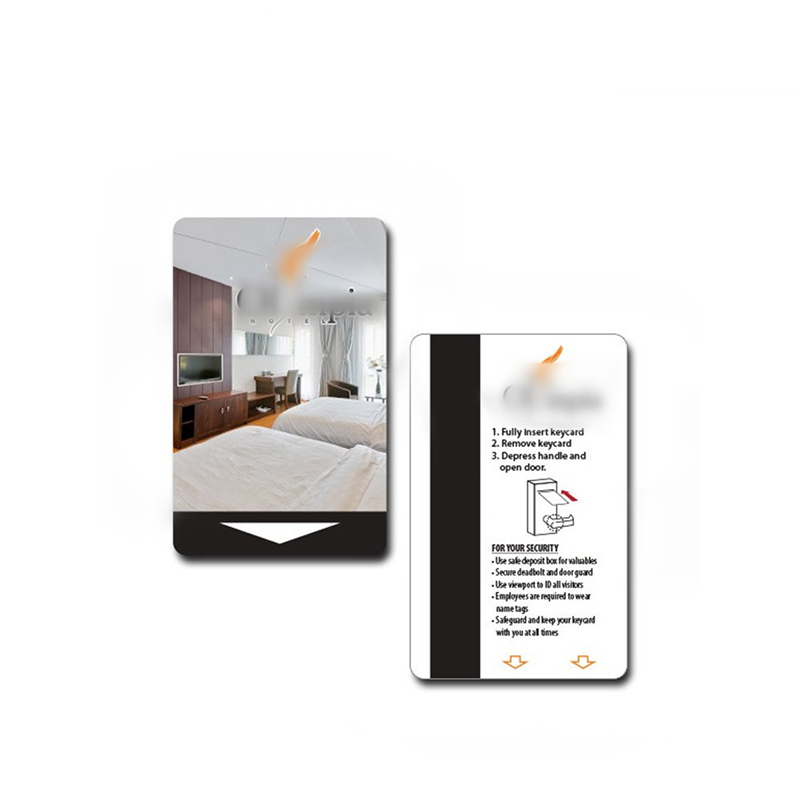 HOTEL
1. Fully insert keycard
2. Remove keycard
3. Depress handle and
open door.
FOR YOUR SECURITY
• Use safe deposit box for valuables
• Secure deadbolt and door guard
• Use viewport to ID all visitors
• Employees are required to wear
name tags
• Safeguard and keep your keycard
with you at all times